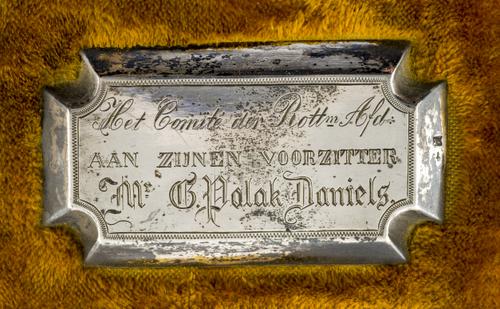 Het Comité der Rottm Afd:
AAN ZIJNEN VOORZITTER
Mr G. Polak Daniels.